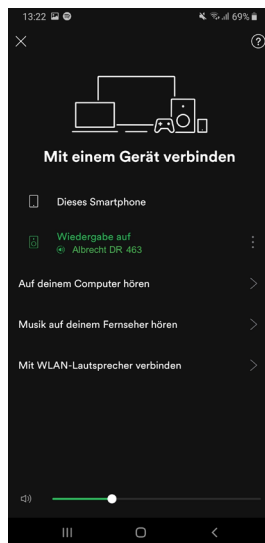 13:22 69%
Mit einem Gerät verbinden
Dieses Smartphone
Wiedergabe auf
Albrecht DR 463
Auf deinem Computer hören
Musik auf deinem Fernseher hören
Mit WLAN-Lautsprecher verbinden